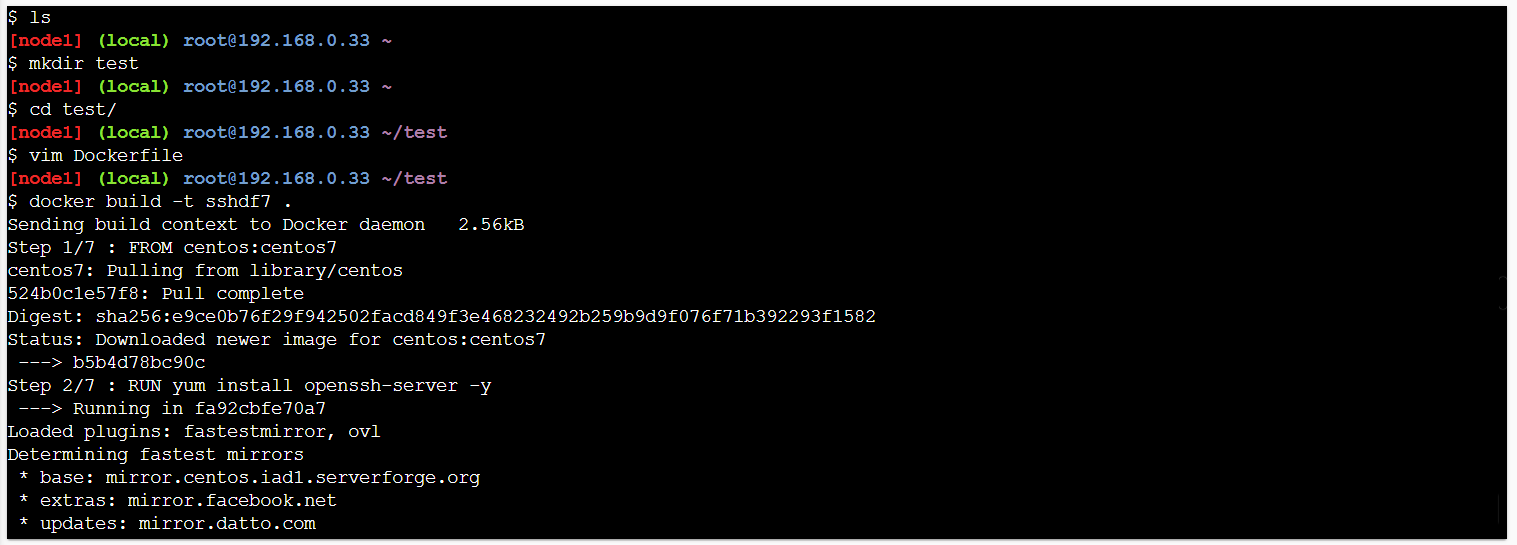 $ ls
[node1] (local) root@192.168.0.33 ~
$ mkdir test
[node1] (local) root@192.168.0.33 ~
$ cd test/
[node1] (local) root@192.168.0.33 ~/test
$ vim Dockerfile
[node1] (local) root@192.168.0.33 ~/test
$ docker build -t sshdf7 .
Sending build context to Docker daemon   2.56kB
Step 1/7 : FROM centos:centos7
centos7: Pulling from library/centos
524b0c1e57f8: Pull complete
Digest: sha256:e9ce0b76f29f942502facd849f3e468232492b259b9d9f076f71b392293f1582
Status: Downloaded newer image for centos:centos7
 ---> b5b4d78bc90c
Step 2/7 : RUN yum install openssh-server -y
 ---> Running in fa92cbfe70a7
Loaded plugins: fastestmirror, ovl
Determining fastest mirrors
 * base: mirror.centos.iad1.serverforge.org
 * extras: mirror.facebook.net
 * updates: mirror.datto.com